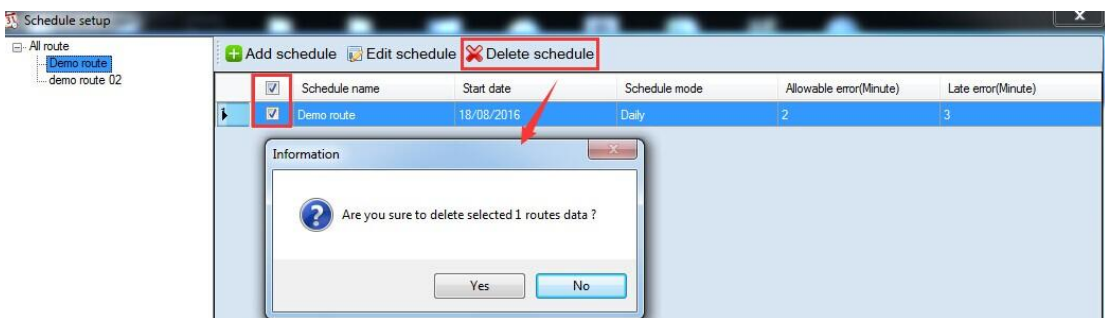 Schedule setup
All route
Demo route
demo route 02
Add schedule Edit schedule Delete schedule
Schedule name Start date Schedule mode Allowable error(Minute) Late error(Minute)
1 Demo route 18/08/2016 Daily 2 3
Information
Are you sure to delete selected 1 routes data ?
Yes No